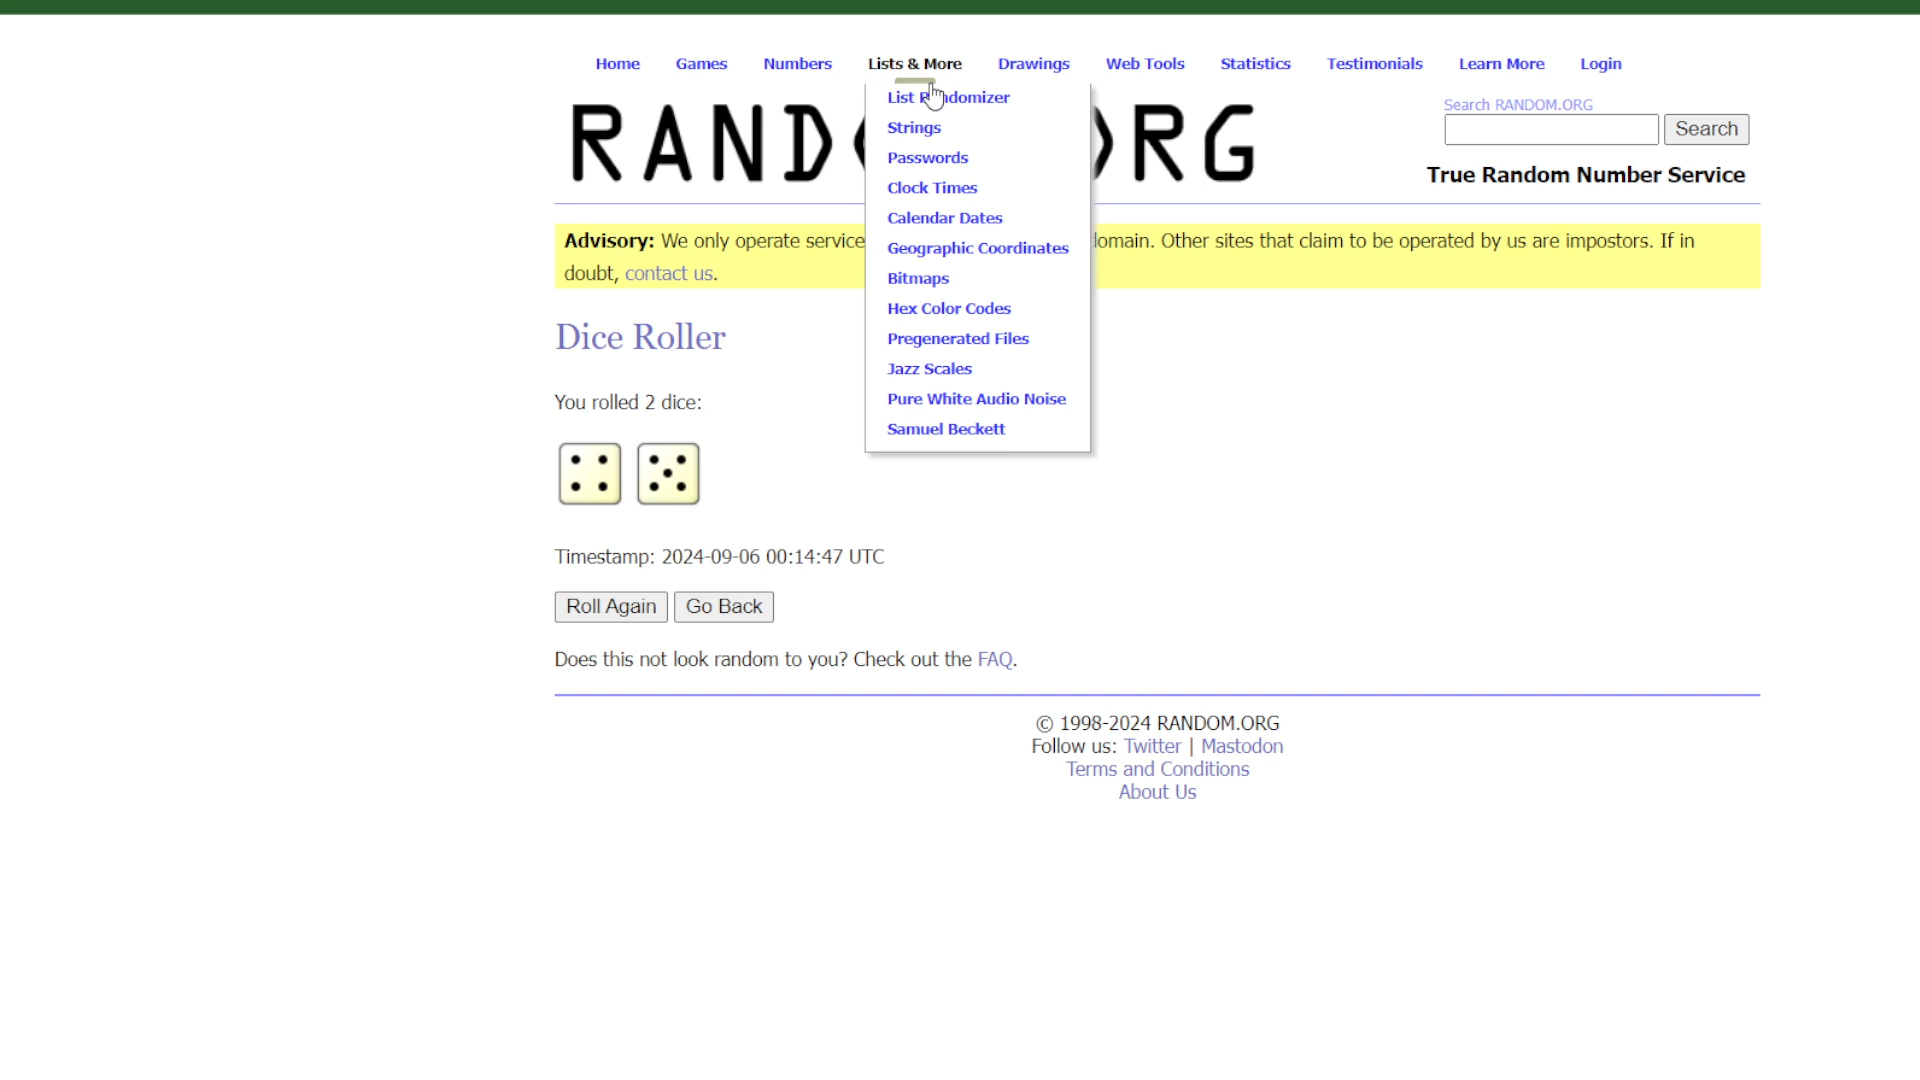 Home Games Numbers Lists & More Drawings Web Tools Statistics Testimonials Learn More Login
List R ndomizer
Strings
Passwords
Clock Times
Calendar Dates
Geographic Coordinates
Bitmaps
Hex Color Codes
Pregenerated Files
Jazz Scales
Pure White Audio Noise
Samuel Beckett
RAND RG
Search RANDOM.ORG
Search
True Random Number Service
Advisory: We only operate service domain. Other sites that claim to be operated by us are impostors. If in
doubt, contact us.
Dice Roller
You rolled 2 dice:
Timestamp: 2024-09-06 00:14:47 UTC
Roll Again Go Back
Does this not look random to you? Check out the FAQ.
© 1998-2024 RANDOM.ORG
Follow us: Twitter | Mastodon
Terms and Conditions
About Us